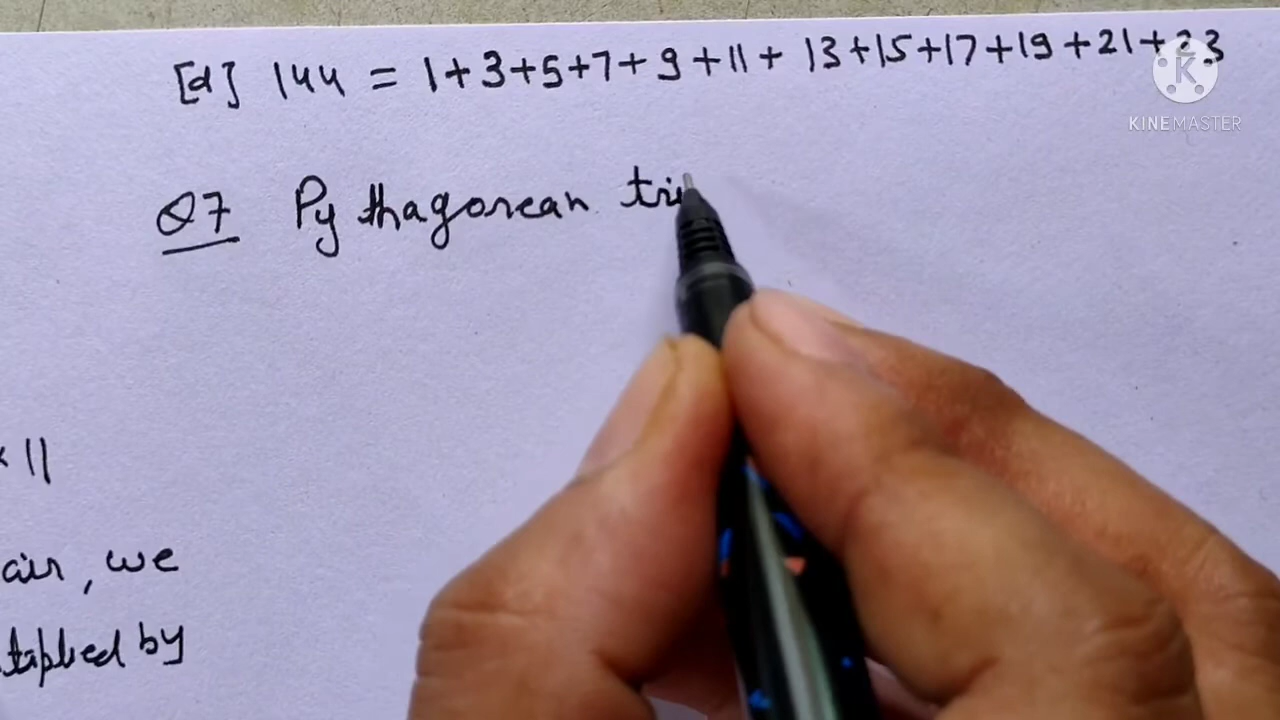 [d] 144 = 1+3+5+7+9+11+ 13+15+17+19+21+23
K
KINEMASTER
Q7 Pythagorean
× 11
air, we
by